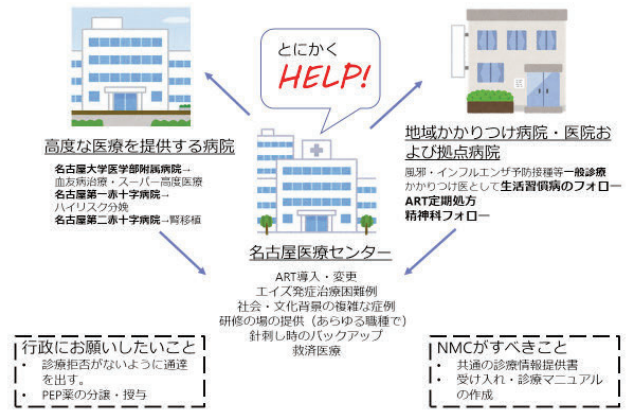 とにかく
HELP!
高度な医療を提供する病院
名古屋大学医学部附属病院→
血友病治療・スーパー高度医療
名古屋第一赤十字病院→
ハイリスク分娩
名古屋第二赤十字病院→腎移植
地域かかりつけ病院・医院お
よび拠点病院
風邪・インフルエンザ予防接種等一般診療
かかりつけ医として生活習慣病のフォロー
ART定期処方
精神科フォロー
名古屋医療センター
ART導入・変更
エイズ発症治療困難例
社会・文化背景の複雑な症例
研修の場の提供（あらゆる職種で）
針刺し時のバックアップ
救済医療
行政にお願いしたいこと
• 診療拒否がないように通達
を出す。
• PEP薬の分譲・授与
NMCがすべきこと
• 共通の診療情報提供書
• 受け入れ・診療マニュアル
の作成